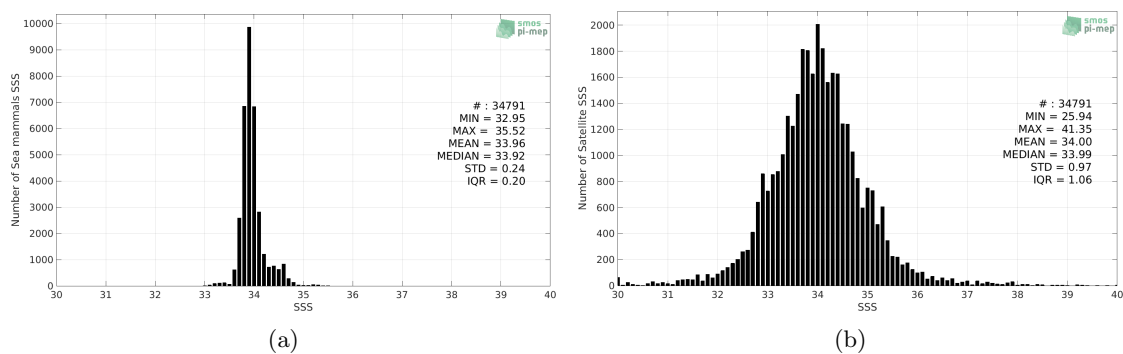 smos
pi-mep
Number of Sea mammals SSS
10000
9000
8000
7000
6000
5000
4000
3000
2000
1000
0
# : 34791
MIN = 32.95
MAX = 35.52
MEAN = 33.96
MEDIAN = 33.92
STD = 0.24
IQR = 0.20
30 31 32 33 34 35 36 37 38 39 40
SSS
(a)
smos
pi-mep
Number of Satellite SSS
2000
1800
1600
1400
1200
1000
800
600
400
200
0
# : 34791
MIN = 25.94
MAX = 41.35
MEAN = 34.00
MEDIAN = 33.99
STD = 0.97
IQR = 1.06
30 31 32 33 34 35 36 37 38 39 40
SSS
(b)